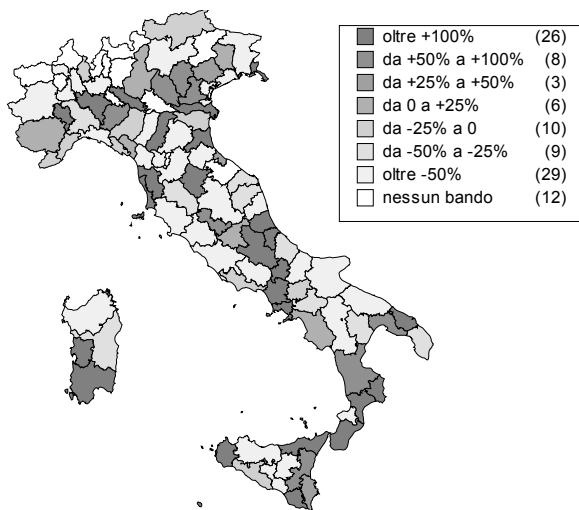 oltre +100% (26)
da +50% a +100% (8)
da +25% a +50% (3)
da 0 a +25% (6)
da -25% a 0 (10)
da -50% a -25% (9)
oltre -50% (29)
nessun bando (12)